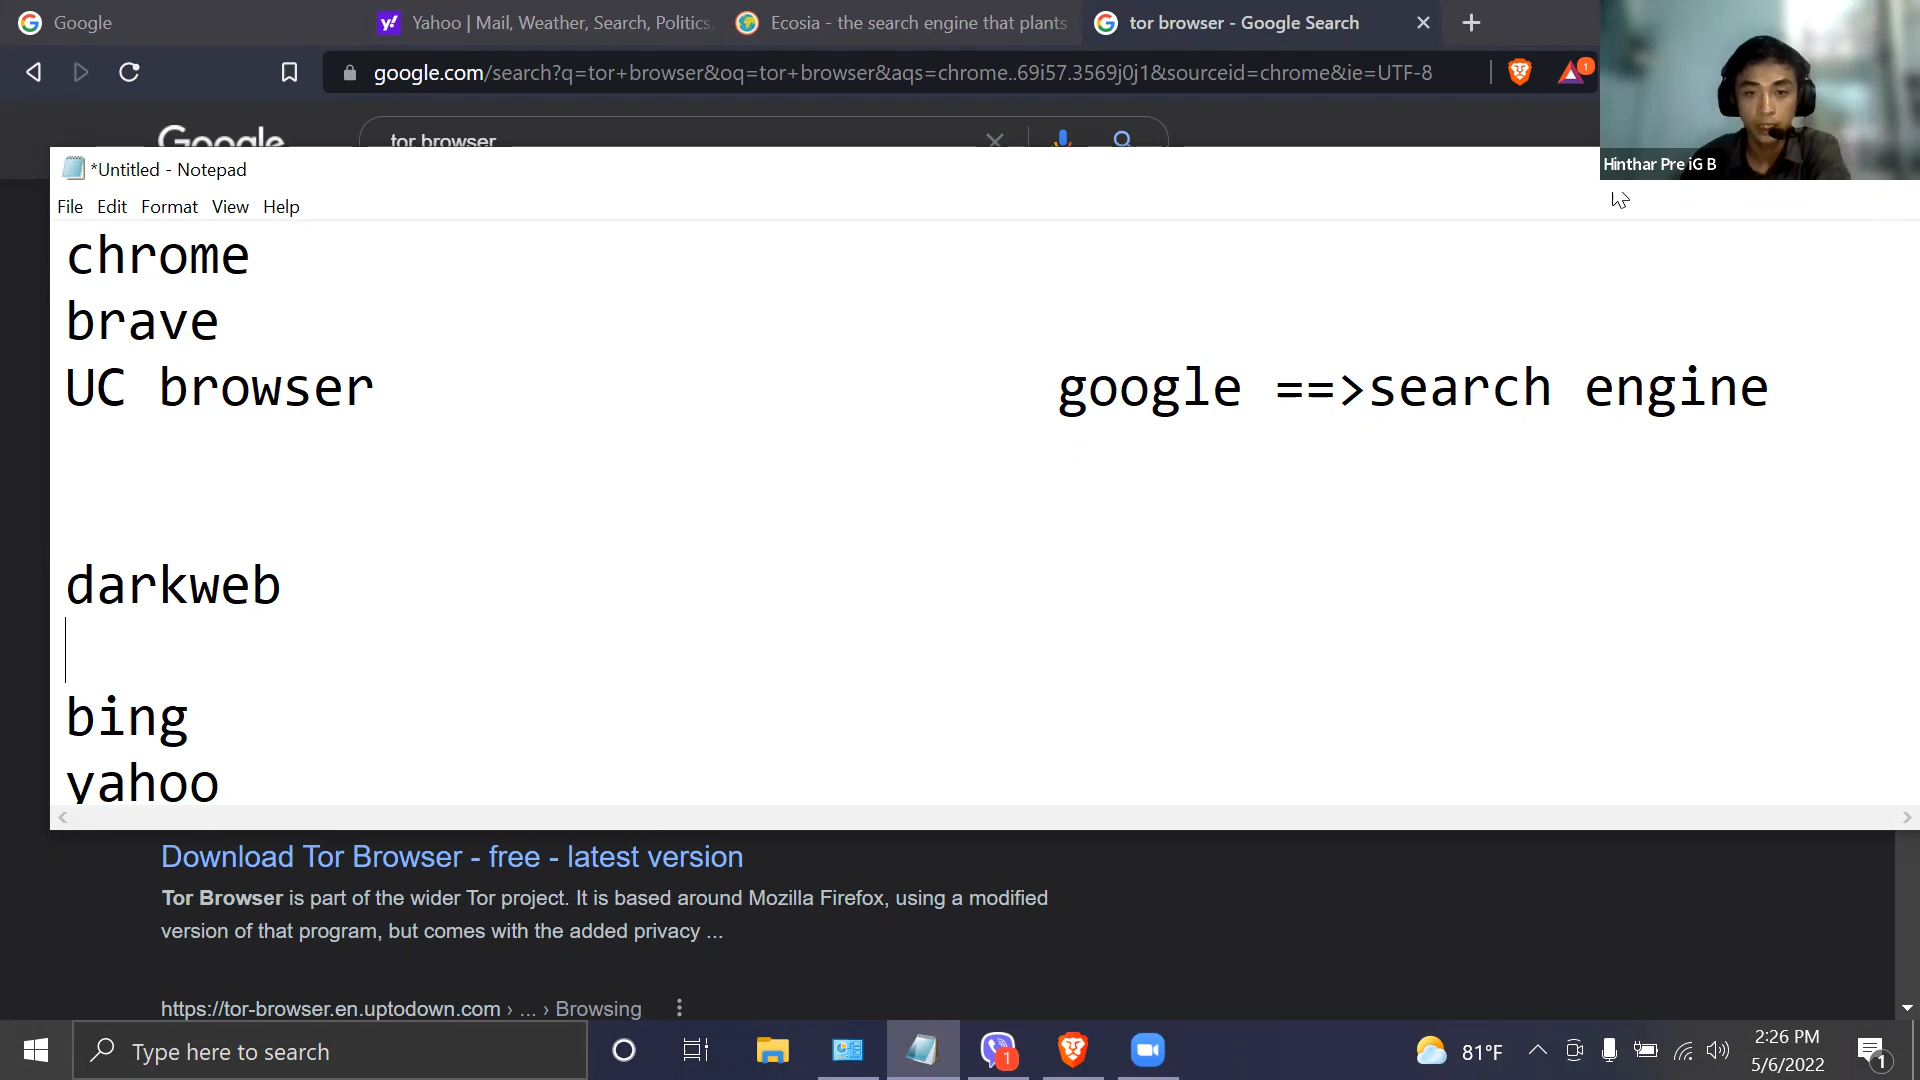 Google
Yahoo | Mail, Weather, Search, Politics,
Ecosia - the search engine that plants
tor browser - Google Search
google.com/search?q=tor+browser&oq=tor+browser&aqs=chrome..69i57.3569j0j1&sourceid=chrome&ie=UTF-8
1
Google
tor browser
Hinthar Pre iG B
*Untitled - Notepad
File Edit Format View Help
chrome
brave
UC browser google ==>search engine
darkweb
bing
yahoo
Download Tor Browser - free - latest version
Tor Browser is part of the wider Tor project. It is based around Mozilla Firefox, using a modified
version of that program, but comes with the added privacy ...
https://tor-browser.en.uptodown.com › ... › Browsing
Type here to search
1
81°F
2:26 PM
5/6/2022
1